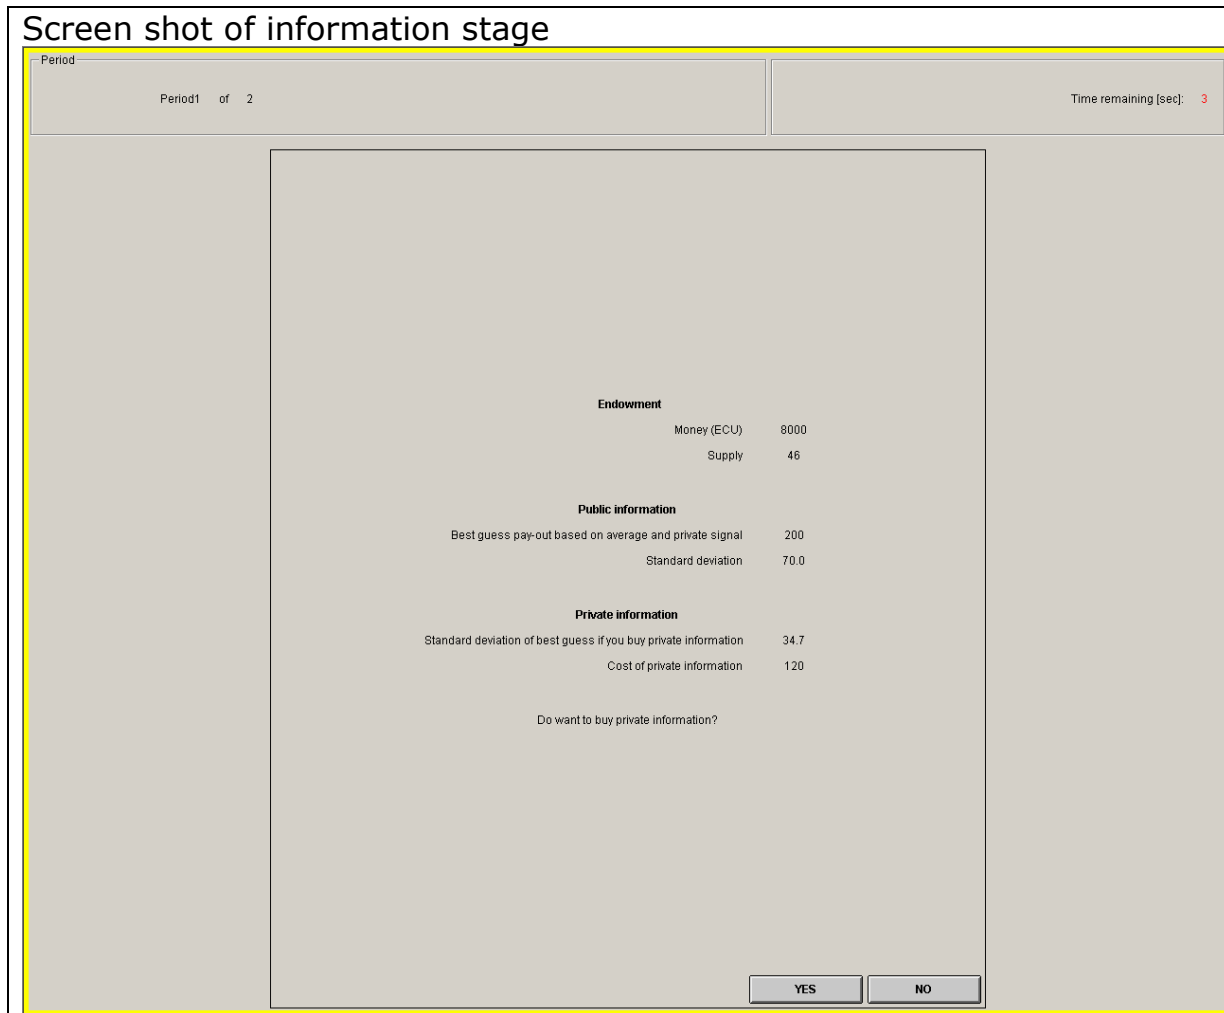 Screen shot of information stage
Period
Period1 of 2
Time remaining [sec]: 3
Endowment
Money (ECU) 8000
Supply 46
Public information
Best guess pay-out based on average and private signal 200
Standard deviation 70.0
Private information
Standard deviation of best guess if you buy private information 34.7
Cost of private information 120
Do want to buy private information?
YES NO